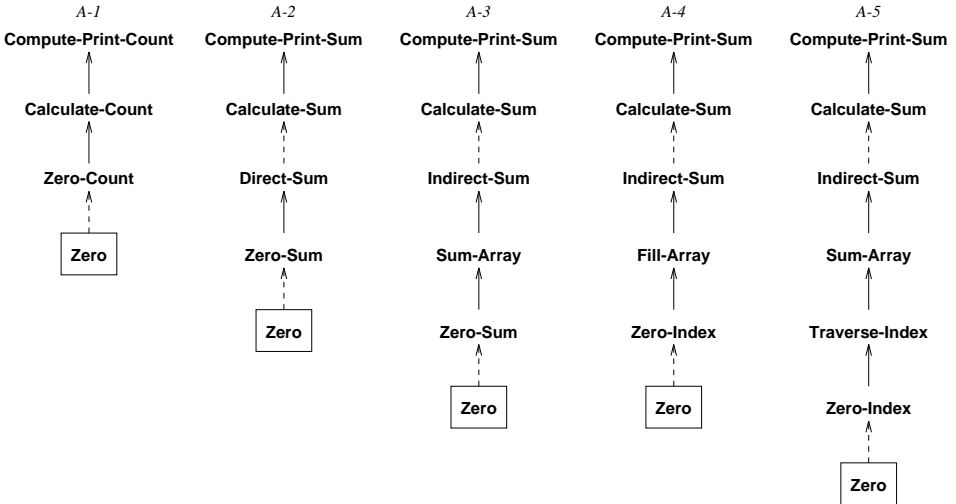 A-1 A-2 A-3 A-4 A-5
Compute-Print-Count Compute-Print-Sum Compute-Print-Sum Compute-Print-Sum Compute-Print-Sum
Calculate-Count Calculate-Sum Calculate-Sum Calculate-Sum Calculate-Sum
Zero-Count Direct-Sum Indirect-Sum Indirect-Sum Indirect-Sum
Zero Zero-Sum Sum-Array Fill-Array Sum-Array
Zero Zero-Sum Zero-Index Traverse-Index
Zero Zero Zero-Index
Zero